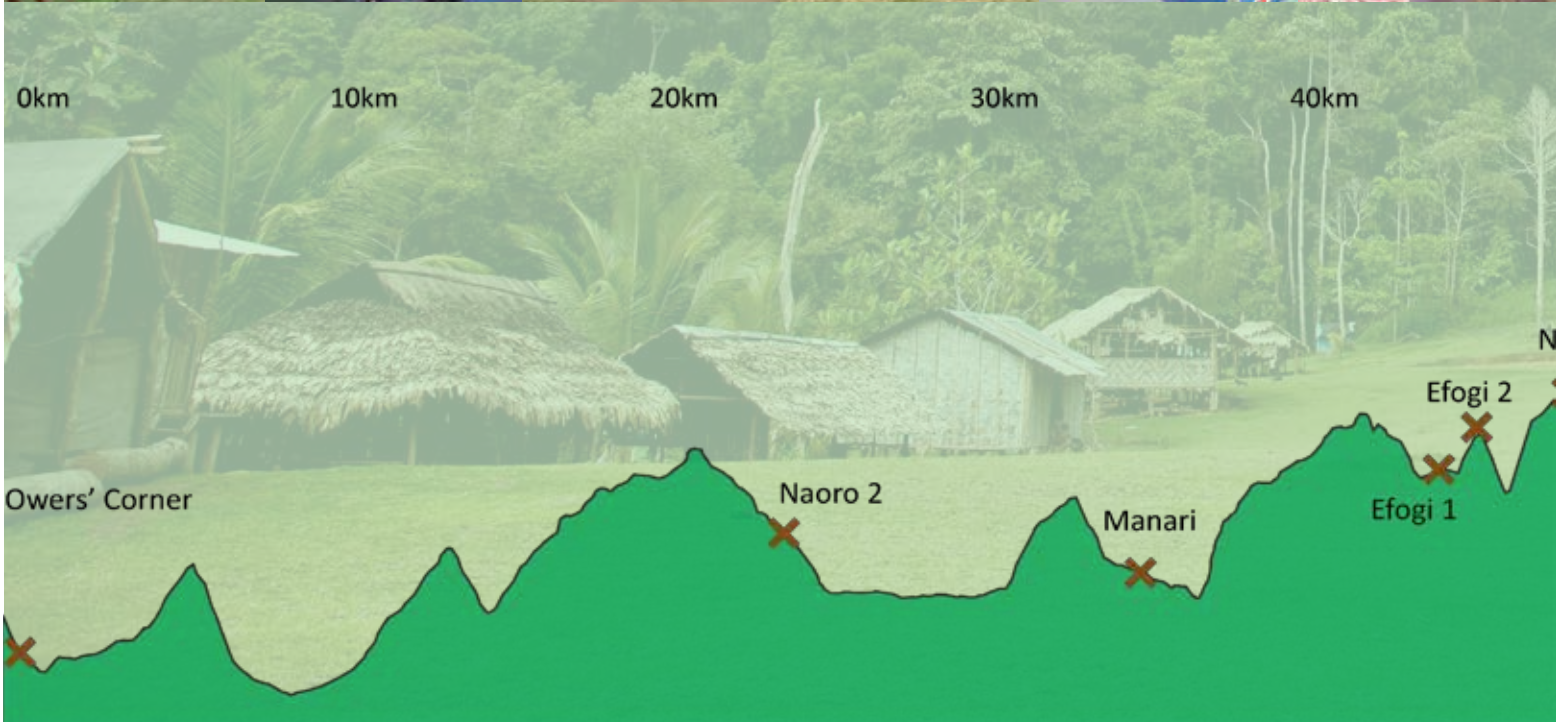 0km 10km 20km 30km 40km
N
Efogi 2
Naoro 2
Owers’ Corner
Efogi 1
Manari